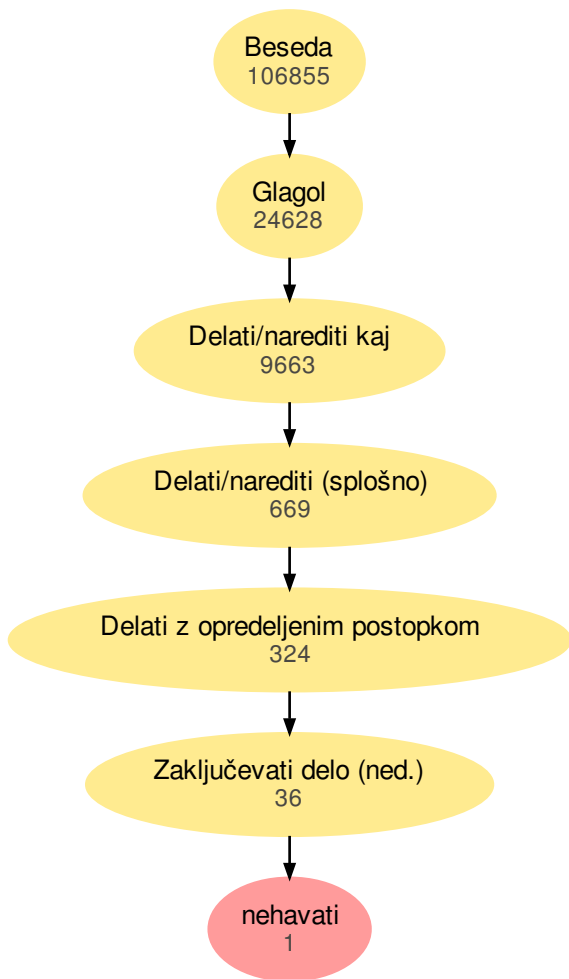 Beseda
106855
Glagol
24628
Delati/narediti kaj
9663
Delati/narediti (splošno)
669
Delati z opredeljenim postopkom
324
Zaključevati delo (ned.)
36
nehavati
1